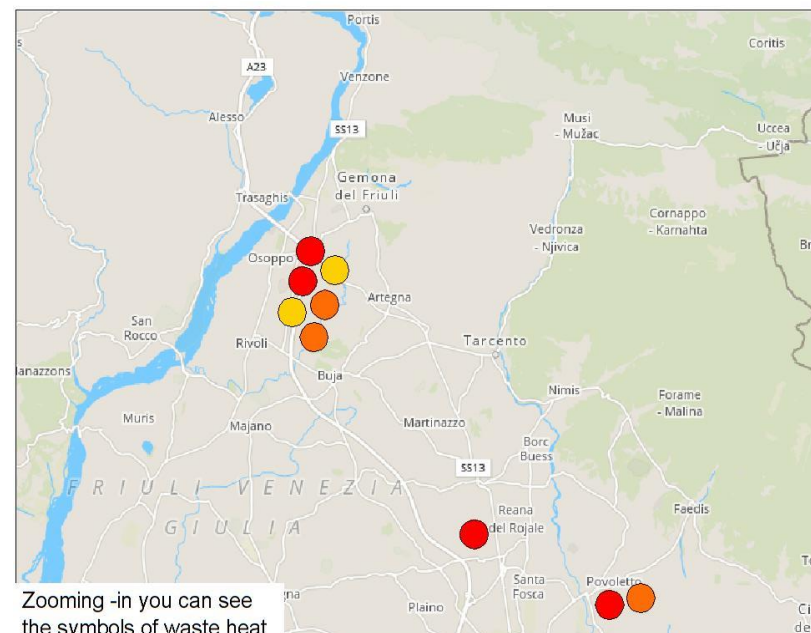 Portis
Coritis
A23
Venzone
Alesso
SS13
Musi
- Mužac
Uccea
- Učja
Gemona
del Friuli
Trasaghis
Cornappo
- Karnahta
Vedronza
- Njivica
Osoppo
Artegna
San
Rocco
Rivoli
Tarcento
Buja
Nimis
Forame
- Malina
Muris
Majano
Martinazzo
Borc
Buess
SS13
FRIULI VENEZIA
GIULIA
Reana
del Rojale
Faedis
Santa
Fosca
Povoletto
Plaino
Zooming -in you can see
the symbols of waste heat